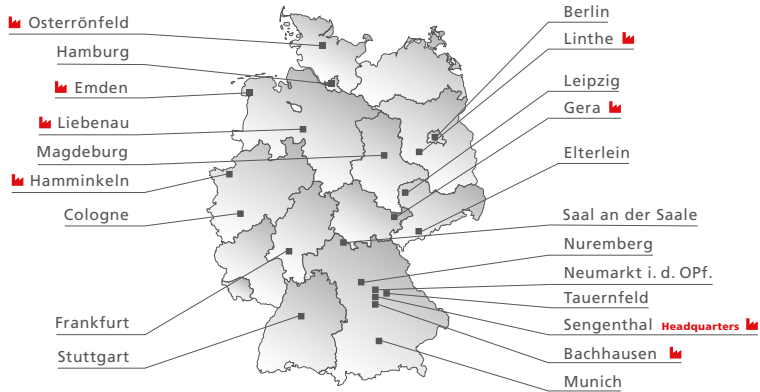 Osterrönfeld
Hamburg
Emden
Liebenau
Magdeburg
Hamminkeln
Cologne
Frankfurt
Stuttgart
Berlin
Linthe
Leipzig
Gera
Elterlein
Saal an der Saale
Nuremberg
Neumarkt i. d. OPf.
Tauernfeld
Sengenthal Headquarters
Bachhausen
Munich